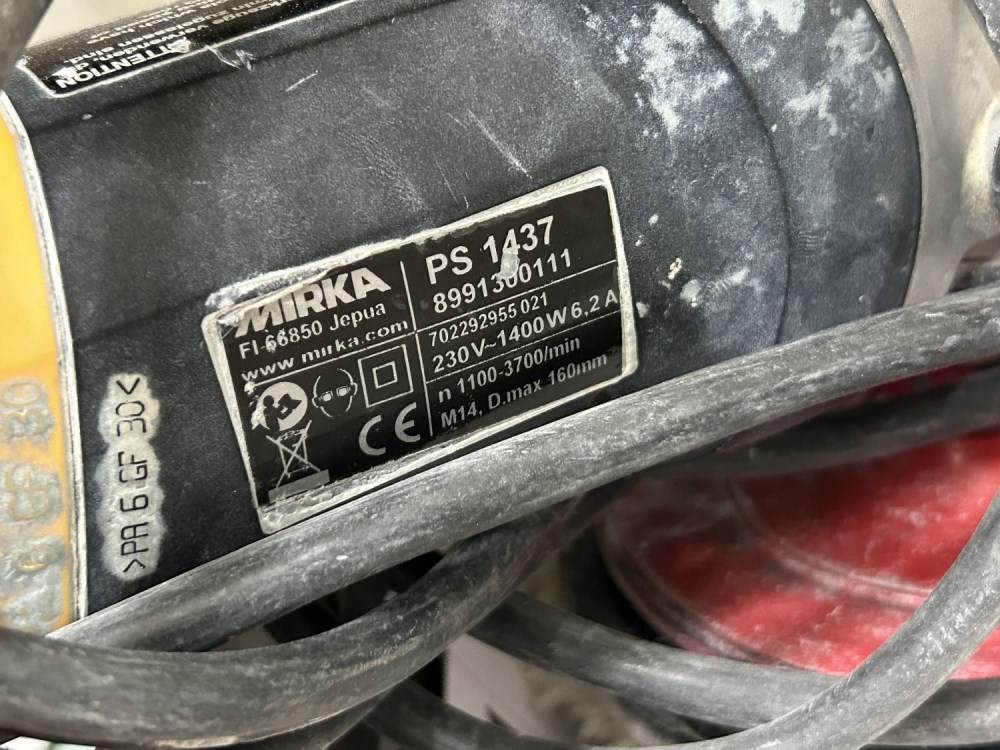 ATTENTION
MIRKA
FI-66850 Jepua
www.mirka.com
PS 1437
8991300111
702292955 021
230V~1400W 6,2 A
n 1100-3700/min
M14, D.max 160mm
CE
>PA 6 GF 30<